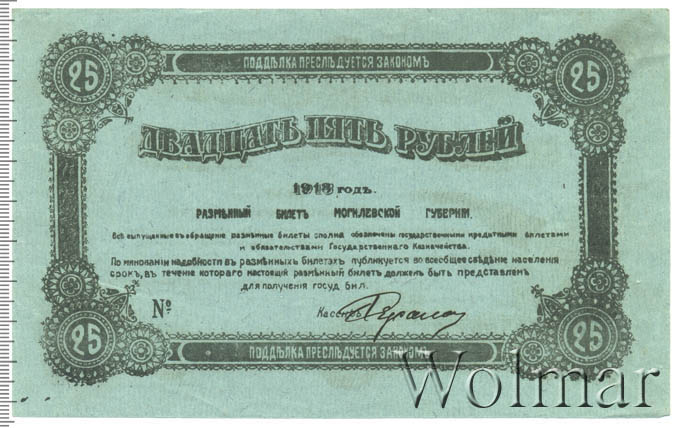 25 ПОДДѢЛКА ПРЕСЛѢДУЕТСЯ ЗАКОНОМЪ 25
ДВАДЦАТЬ ПЯТЬ РУБЛЕЙ
1918 годъ.
РАЗМѢННЫЙ БИЛЕТЪ МОГИЛЕВСКОЙ ГУБЕРНІИ.
Всѣ выпущенные въ обращеніе размѣнные билеты сполна обезпечены государственными кредитными билетами
и обязательствами Государственнаго Казначейства.
По минованіи надобности въ размѣнныхъ билетахъ публикуется во всеобщее свѣдѣніе населенія
срокъ, въ теченіе котораго настоящій размѣнный билетъ долженъ быть представленъ
для полученія госуд бил.
№ Кассиръ
25 ПОДДѢЛКА ПРЕСЛѢДУЕТСЯ ЗАКОНОМЪ 25
Wolmar